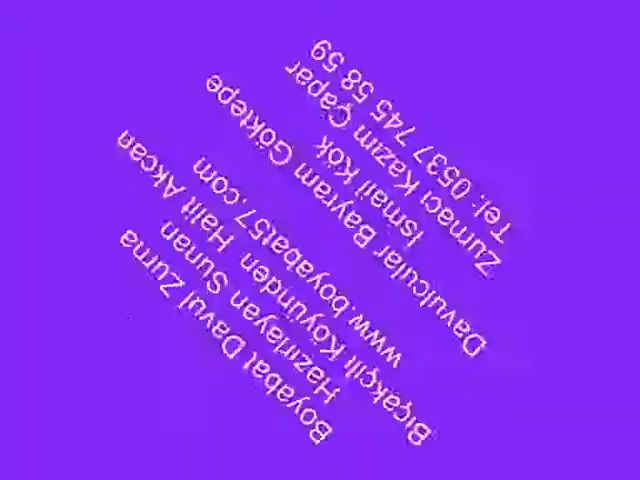 Boyabat Davul Zurna
Hazırlayan Sunan
Bıçakçılı Köyünden Halit Akcan
www.boyabat57.com
Davulcular Bayram Göktepe
İsmail Kök
Zurnacı Kazım Çapar
Tel: 0537 745 58 59